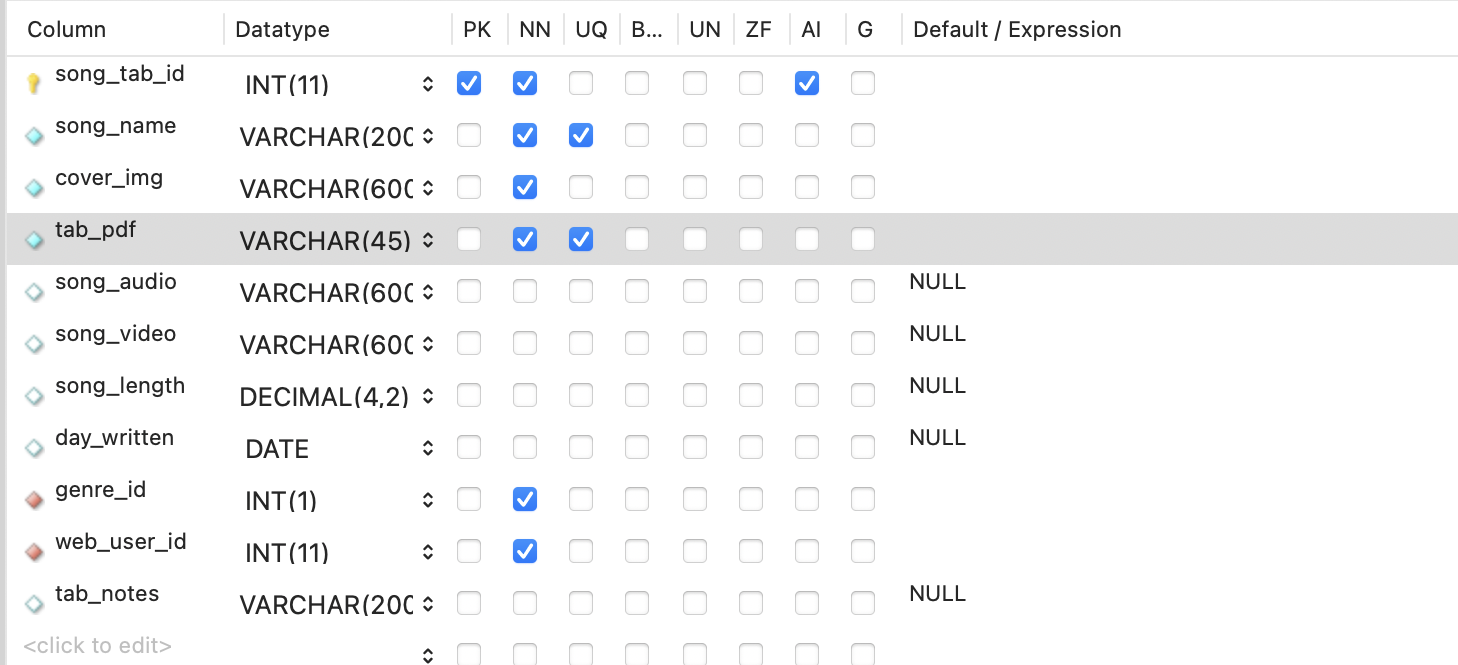 Column Datatype PK NN UQ B... UN ZF AI G Default / Expression
song_tab_id INT(11)
song_name VARCHAR(200
cover_img VARCHAR(600
tab_pdf VARCHAR(45)
song_audio VARCHAR(600 NULL
song_video VARCHAR(600 NULL
song_length DECIMAL(4,2) NULL
day_written DATE NULL
genre_id INT(1)
web_user_id INT(11)
tab_notes VARCHAR(200 NULL
<click to edit>